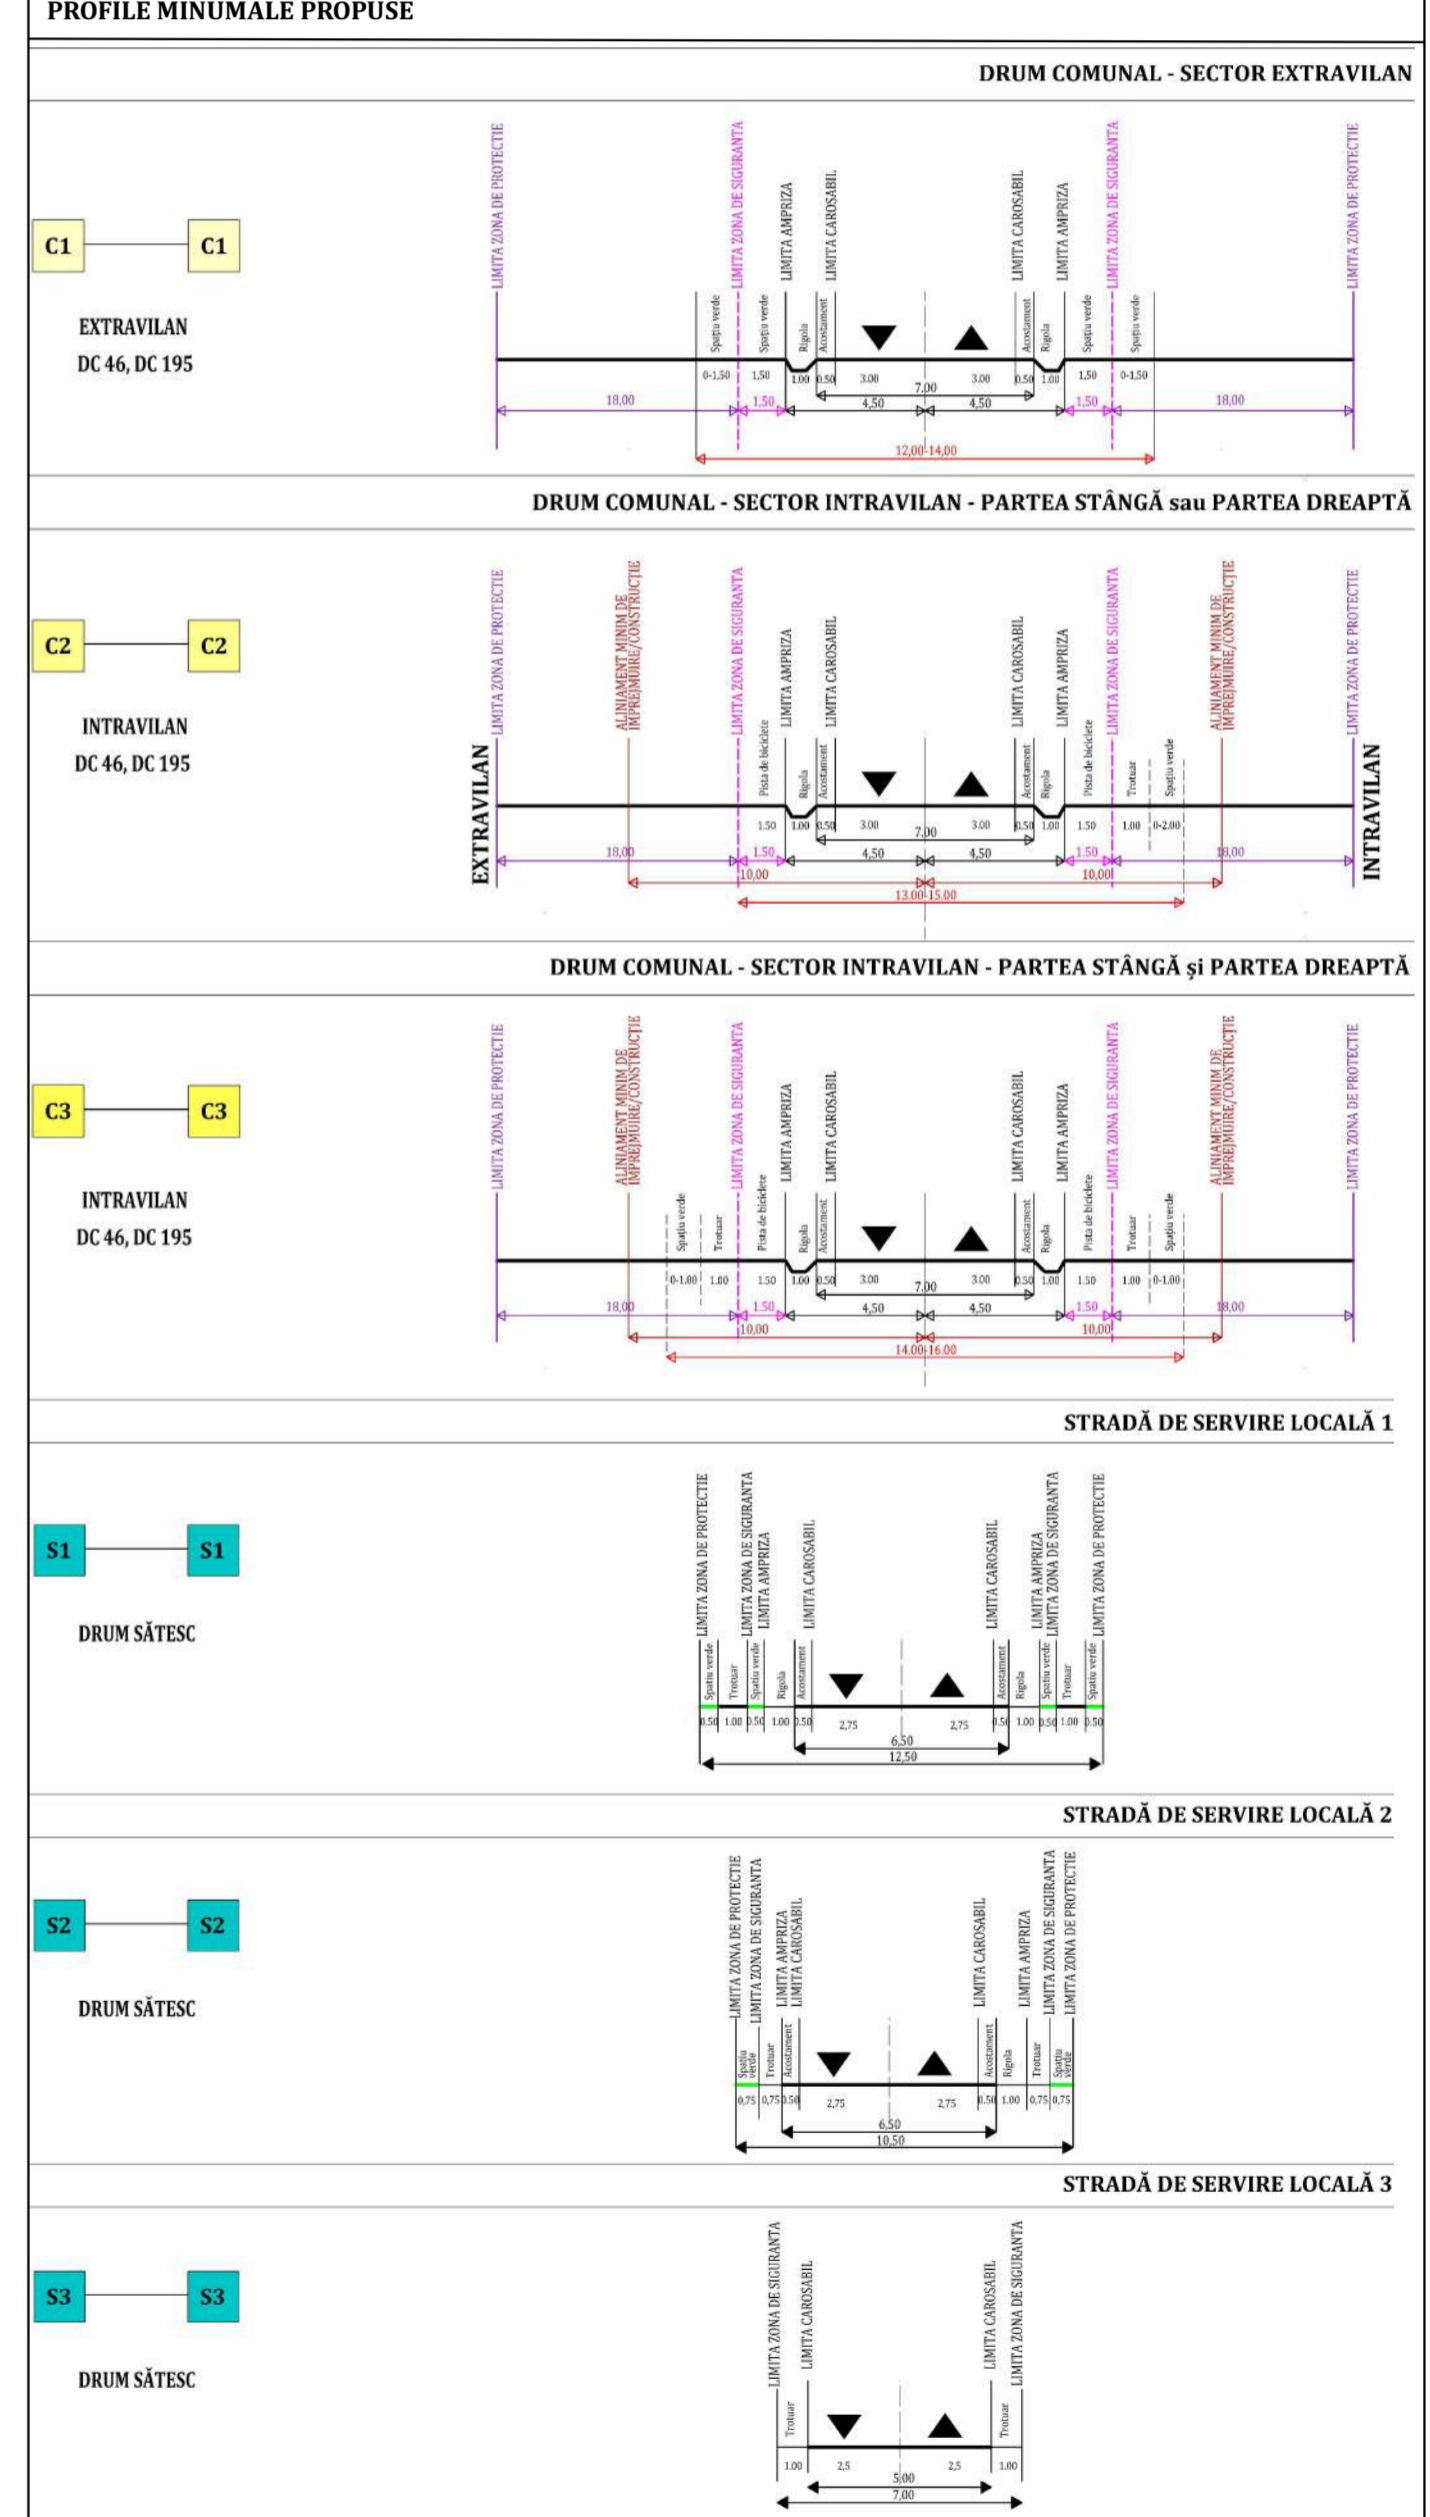 PROFILE MINUMALE PROPUSE
DRUM COMUNAL - SECTOR EXTRAVILAN
C1
C1
EXTRAVILAN
DC 46, DC 195
LIMITA ZONA DE PROTECTIE
LIMITA ZONA DE SIGURANTA
LIMITA AMPRIZA
LIMITA CAROSABIL
LIMITA CAROSABIL
LIMITA AMPRIZA
LIMITA ZONA DE SIGURANTA
LIMITA ZONA DE PROTECTIE
Spațiu verde
Spațiu verde
Rigola
Acostament
Acostament
Rigola
Spațiu verde
Spațiu verde
0-1,50
1,50
1.00
0.50
3.00
3.00
0.50
1.00
1,50
0-1,50
7.00
18,00
1,50
4,50
4,50
1,50
18,00
12,00-14,00
DRUM COMUNAL - SECTOR INTRAVILAN - PARTEA STÂNGĂ sau PARTEA DREAPTĂ
C2
C2
INTRAVILAN
DC 46, DC 195
EXTRAVILAN
LIMITA ZONA DE PROTECTIE
ALINIAMENT MINIM DE
ÎMPREJMUIRE/CONSTRUCȚIE
LIMITA ZONA DE SIGURANTA
LIMITA AMPRIZA
LIMITA CAROSABIL
LIMITA CAROSABIL
LIMITA AMPRIZA
LIMITA ZONA DE SIGURANTA
ALINIAMENT MINIM DE
ÎMPREJMUIRE/CONSTRUCȚIE
LIMITA ZONA DE PROTECTIE
INTRAVILAN
Pista de biciclete
Rigola
Acostament
Acostament
Rigola
Pista de biciclete
Trotuar
Spațiu verde
1.50
1.00
0.50
3.00
3.00
0.50
1.00
1.50
1.00
0-2.00
7.00
18,00
1.50
4,50
4,50
1.50
18,00
10,00
10,00
13.00-15.00
DRUM COMUNAL - SECTOR INTRAVILAN - PARTEA STÂNGĂ și PARTEA DREAPTĂ
C3
C3
INTRAVILAN
DC 46, DC 195
LIMITA ZONA DE PROTECTIE
ALINIAMENT MINIM DE
ÎMPREJMUIRE/CONSTRUCȚIE
LIMITA ZONA DE SIGURANTA
LIMITA AMPRIZA
LIMITA CAROSABIL
LIMITA CAROSABIL
LIMITA AMPRIZA
LIMITA ZONA DE SIGURANTA
ALINIAMENT MINIM DE
ÎMPREJMUIRE/CONSTRUCȚIE
LIMITA ZONA DE PROTECTIE
Spațiu verde
Trotuar
Pista de biciclete
Rigola
Acostament
Acostament
Rigola
Pista de biciclete
Trotuar
Spațiu verde
0-1.00
1.00
1.50
1.00
0.50
3.00
3.00
0.50
1.00
1.50
1.00
0-1.00
7.00
18,00
1.50
4,50
4,50
1.50
18,00
10,00
10,00
14.00-16.00
STRADĂ DE SERVIRE LOCALĂ 1
S1
S1
DRUM SĂTESC
LIMITA ZONA DE PROTECTIE
LIMITA ZONA DE SIGURANTA
LIMITA AMPRIZA
LIMITA CAROSABIL
LIMITA CAROSABIL
LIMITA AMPRIZA
LIMITA ZONA DE SIGURANTA
LIMITA ZONA DE PROTECTIE
Spatiu verde
Trotuar
Spatiu verde
Rigola
Acostament
Acostament
Rigola
Spatiu verde
Trotuar
Spatiu verde
0.50
1.00
0.50
1.00
0.50
2,75
2,75
0.50
1.00
0.50
1.00
0.50
6,50
12,50
STRADĂ DE SERVIRE LOCALĂ 2
S2
S2
DRUM SĂTESC
LIMITA ZONA DE PROTECTIE
LIMITA ZONA DE SIGURANTA
LIMITA AMPRIZA
LIMITA CAROSABIL
LIMITA CAROSABIL
LIMITA AMPRIZA
LIMITA ZONA DE SIGURANTA
LIMITA ZONA DE PROTECTIE
Spațiu
verde
Trotuar
Acostament
Acostament
Rigola
Trotuar
Spațiu
verde
0,75
0,75
0.50
2,75
2,75
0.50
1.00
0,75
0,75
6,50
10,50
STRADĂ DE SERVIRE LOCALĂ 3
S3
S3
DRUM SĂTESC
LIMITA ZONA DE SIGURANTA
LIMITA CAROSABIL
LIMITA CAROSABIL
LIMITA ZONA DE SIGURANTA
Trotuar
Trotuar
1.00
2,5
2,5
1.00
5,00
7,00